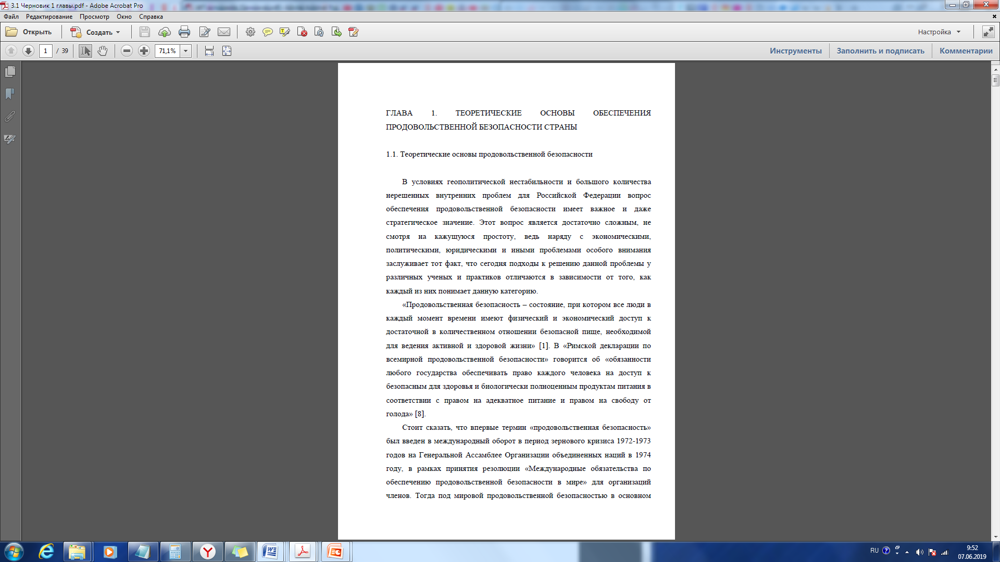 3.1 Черновик 1 главы.pdf - Adobe Acrobat Pro
Файл Редактирование Просмотр Окно Справка
Открыть Создать Настройка
1 / 39 71,1% Инструменты Заполнить и подписать Комментарии
ГЛАВА 1. ТЕОРЕТИЧЕСКИЕ ОСНОВЫ ОБЕСПЕЧЕНИЯ
ПРОДОВОЛЬСТВЕННОЙ БЕЗОПАСНОСТИ СТРАНЫ
1.1. Теоретические основы продовольственной безопасности
В условиях геополитической нестабильности и большого количества
нерешенных внутренних проблем для Российской Федерации вопрос
обеспечения продовольственной безопасности имеет важное и даже
стратегическое значение. Этот вопрос является достаточно сложным, не
смотря на кажушуюся простоту, ведь наряду с экономическими,
политическими, юридическими и иными проблемами особого внимания
заслуживает тот факт, что сегодня подходы к решению данной проблемы у
различных ученых и практиков отличаются в зависимости от того, как
каждый из них понимает данную категорию.
«Продовольственная безопасность – состояние, при котором все люди в
каждый момент времени имеют физический и экономический доступ к
достаточной в количественном отношении безопасной пище, необходимой
для ведения активной и здоровой жизни» [1]. В «Римской декларации по
всемирной продовольственной безопасности» говорится об «обязанности
любого государства обеспечивать право каждого человека на доступ к
безопасным для здоровья и биологически полноценным продуктам питания в
соответствии с правом на адекватное питание и правом на свободу от
голода» [8].
Стоит сказать, что впервые термин «продовольственная безопасность»
был введен в международный оборот в период зернового кризиса 1972-1973
годов на Генеральной Ассамблее Организации объединенных наций в 1974
году, в рамках принятия резолюции «Международные обязательства по
обеспечению продовольственной безопасности в мире» для организаций
членов. Тогда под мировой продовольственной безопасностью в основном
RU 9:52
07.06.2019